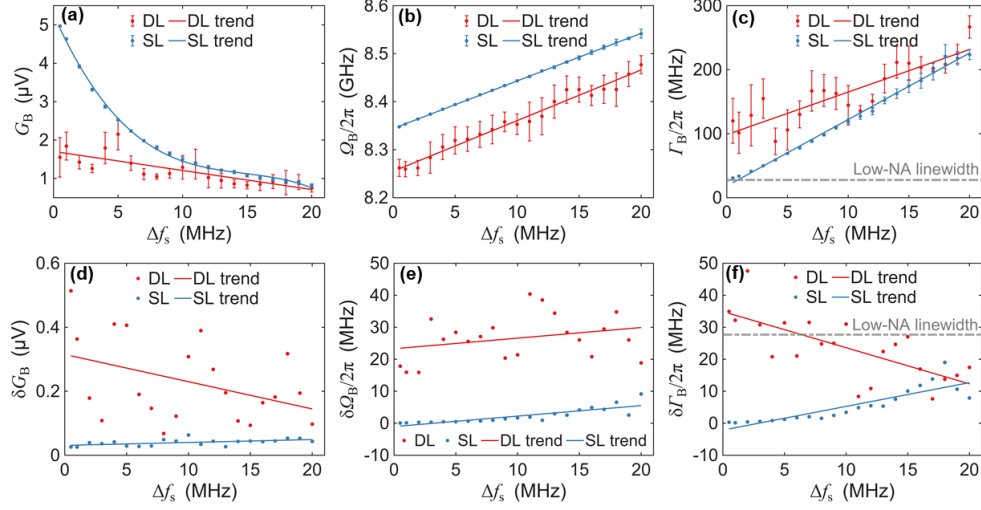 (a)
DL DL trend
SL SL trend
G_B (μV)
6
5
4
3
2
1
0
0 5 10 15 20
Δf_s (MHz)
(b)
DL DL trend
SL SL trend
Ω_B/2π (GHz)
8.6
8.5
8.4
8.3
8.2
0 5 10 15 20
Δf_s (MHz)
(c)
DL DL trend
SL SL trend
Γ_B/2π (MHz)
300
200
100
0
Low-NA linewidth
0 5 10 15 20
Δf_s (MHz)
(d)
DL DL trend
SL SL trend
δG_B (μV)
0.6
0.4
0.2
0
0 5 10 15 20
Δf_s (MHz)
(e)
δΩ_B/2π (MHz)
50
40
30
20
10
0
-10
DL SL DL trend SL trend
0 5 10 15 20
Δf_s (MHz)
(f)
DL DL trend
SL SL trend
Low-NA linewidth
δΓ_B/2π (MHz)
50
40
30
20
10
0
-10
0 5 10 15 20
Δf_s (MHz)